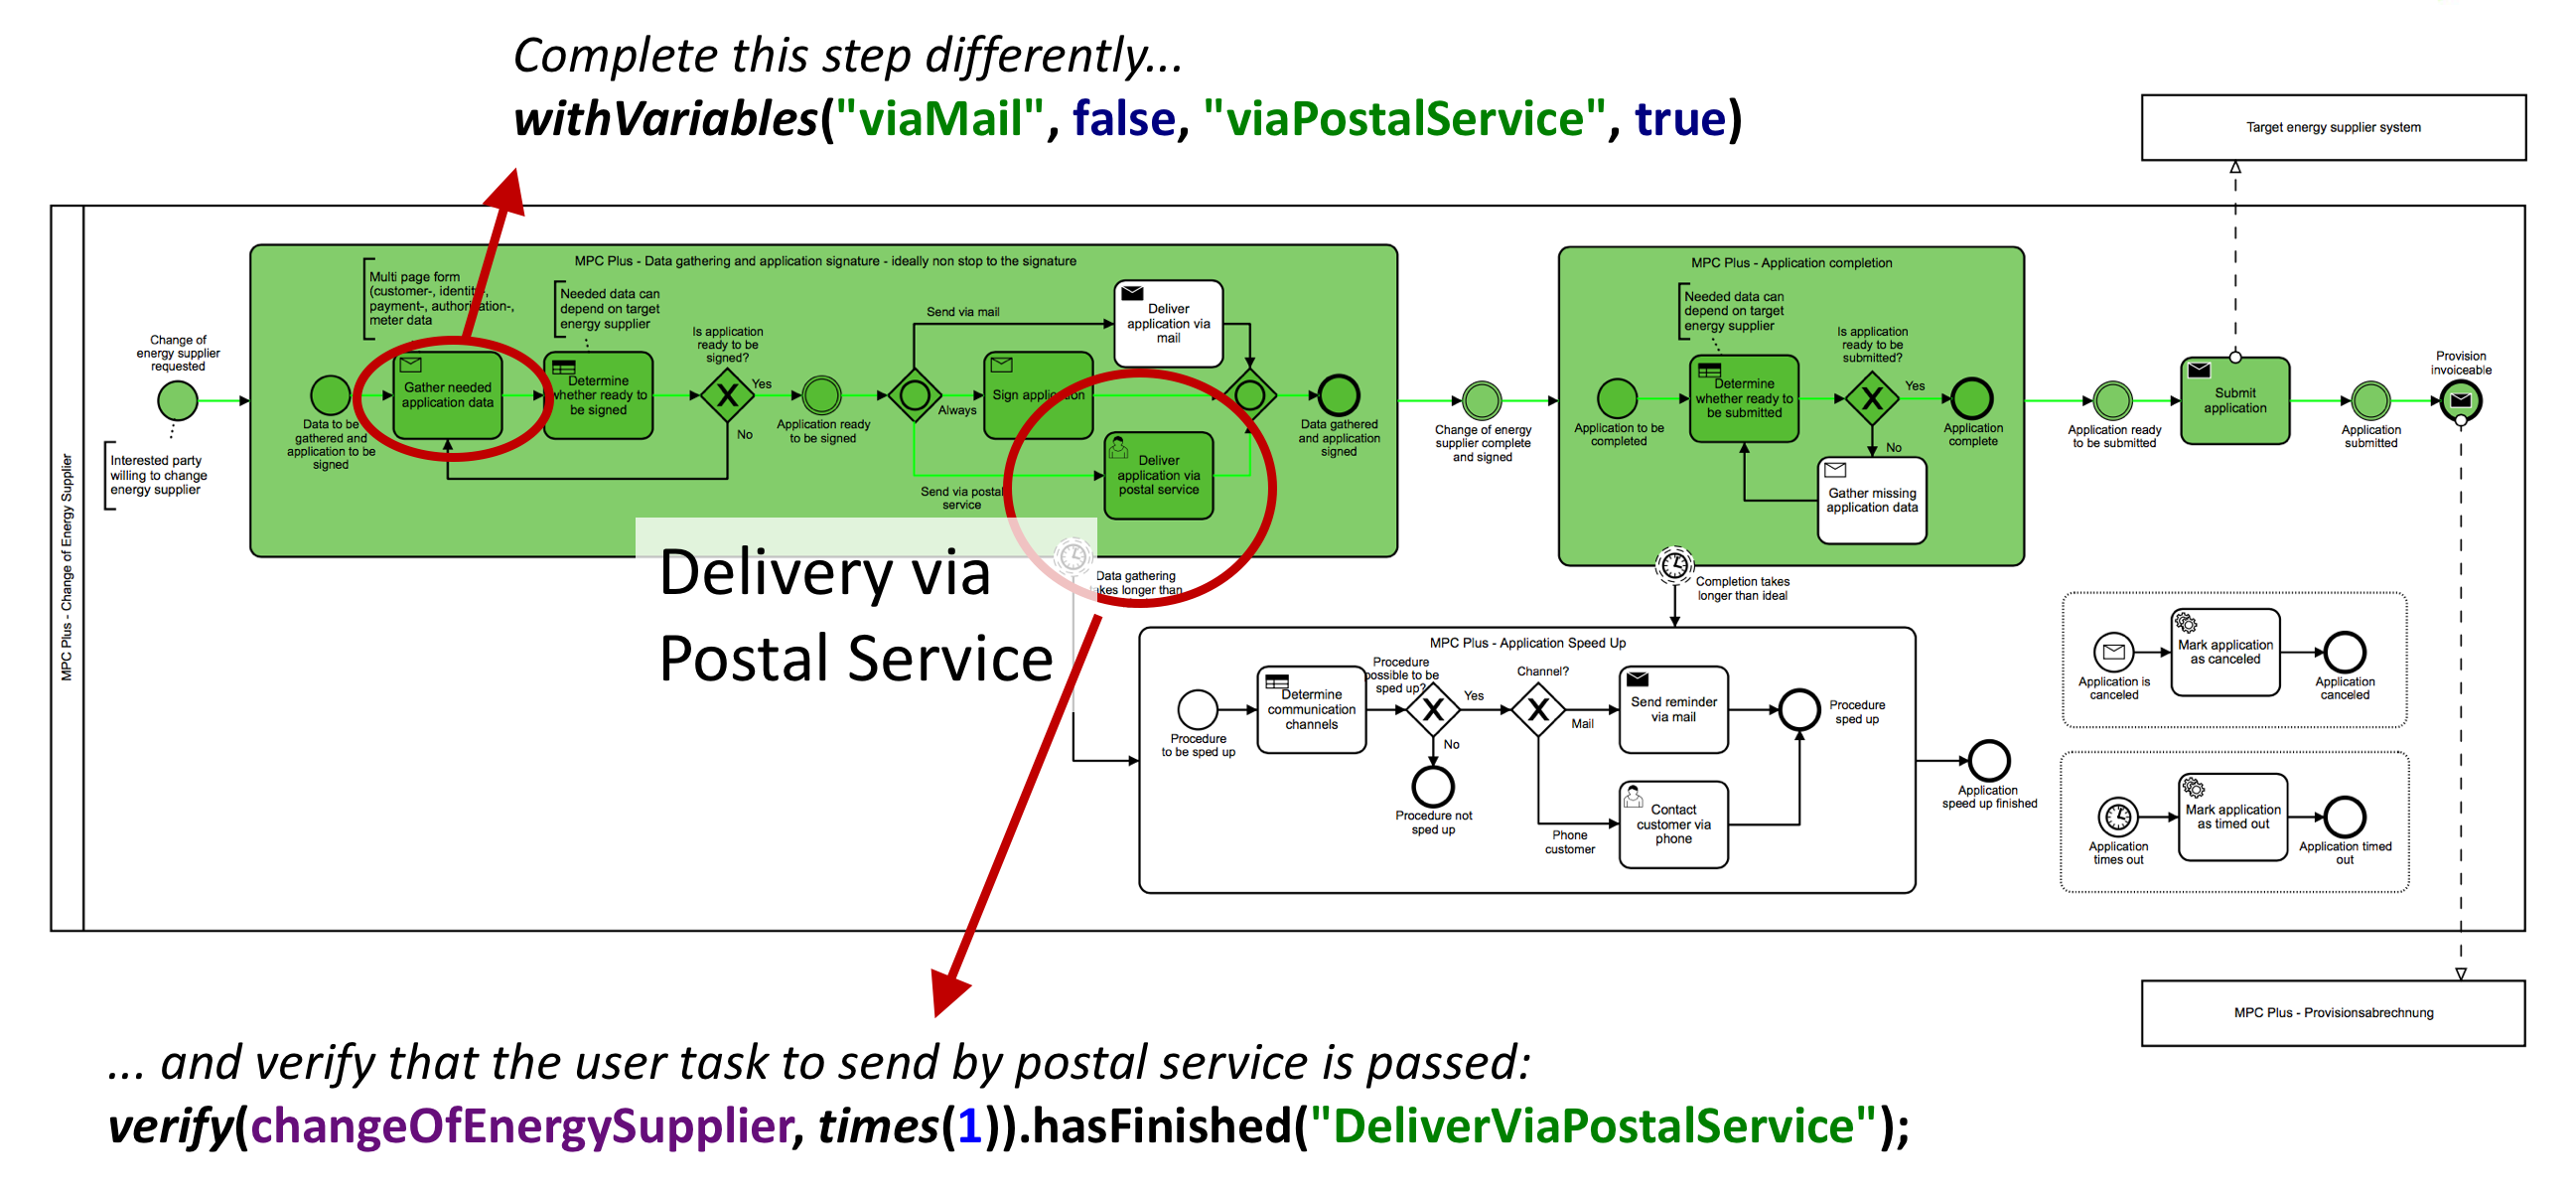 Complete this step differently...
withVariables("viaMail", false, "viaPostalService", true)
Target energy supplier system
MPC Plus - Change of Energy Supplier
Change of
energy supplier
requested
Interested party
willing to change
energy supplier
MPC Plus - Data gathering and application signature - ideally non stop to the signature
Multi page form
(customer-, identity-,
payment-, authorisation-,
meter data
Data to be
gathered and
application to be
signed
Gather needed
application data
Needed data can
depend on target
energy supplier
Determine
whether ready to
be signed
Is application
ready to be
signed?
Yes
No
Application ready
to be signed
Send via mail
Always
Send via postal
service
Deliver
application via
mail
Sign application
Deliver
application via
postal service
Data gathered
and application
signed
Data gathering
takes longer than
Delivery via
Postal Service
Change of energy
supplier complete
and signed
MPC Plus - Application completion
Needed data can
depend on target
energy supplier
Application to be
completed
Determine
whether ready to
be submitted
Is application
ready to be
submitted?
Yes
No
Application
complete
Gather missing
application data
Completion takes
longer than ideal
Application ready
to be submitted
Submit
application
Application
submitted
Provision
invoiceable
MPC Plus - Application Speed Up
Procedure
to be sped up
Determine
communication
channels
Procedure
possible to be
sped up?
Yes
No
Procedure not
sped up
Channel?
Mail
Phone
customer
Send reminder
via mail
Contact
customer via
phone
Procedure
sped up
Application
speed up finished
Application is
canceled
Mark application
as canceled
Application
canceled
Application
times out
Mark application
as timed out
Application timed
out
MPC Plus - Provisionsabrechnung
... and verify that the user task to send by postal service is passed:
verify(changeOfEnergySupplier, times(1)).hasFinished("DeliverViaPostalService");